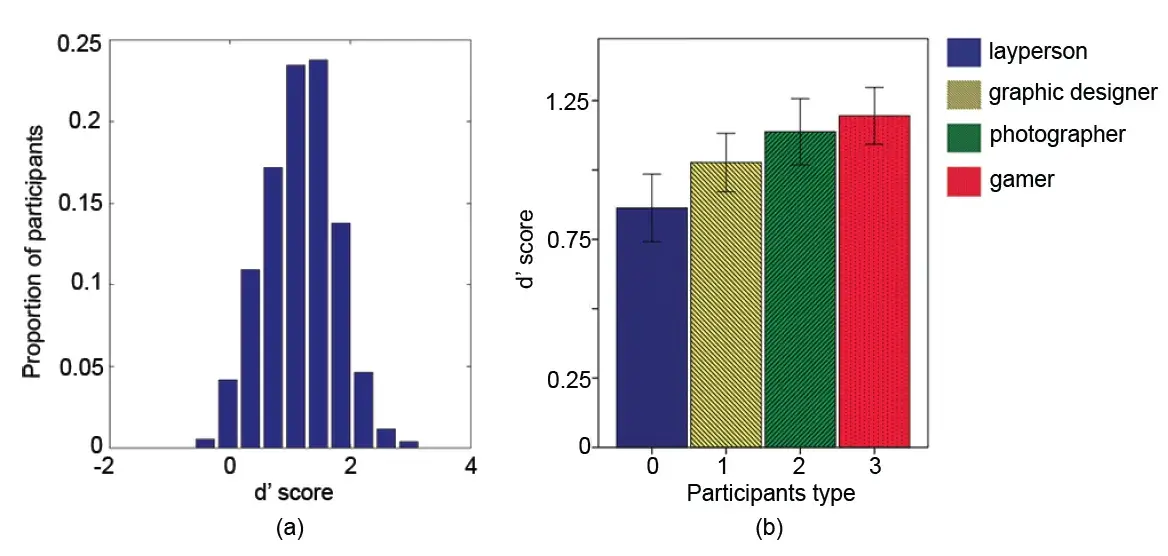 0.25
0.2
0.15
0.1
0.05
0
-2
0
2
4
Proportion of participants
d' score
(a)
1.25
0.75
0.25
0
d' score
0
1
2
3
Participants type
(b)
layperson
graphic designer
photographer
gamer